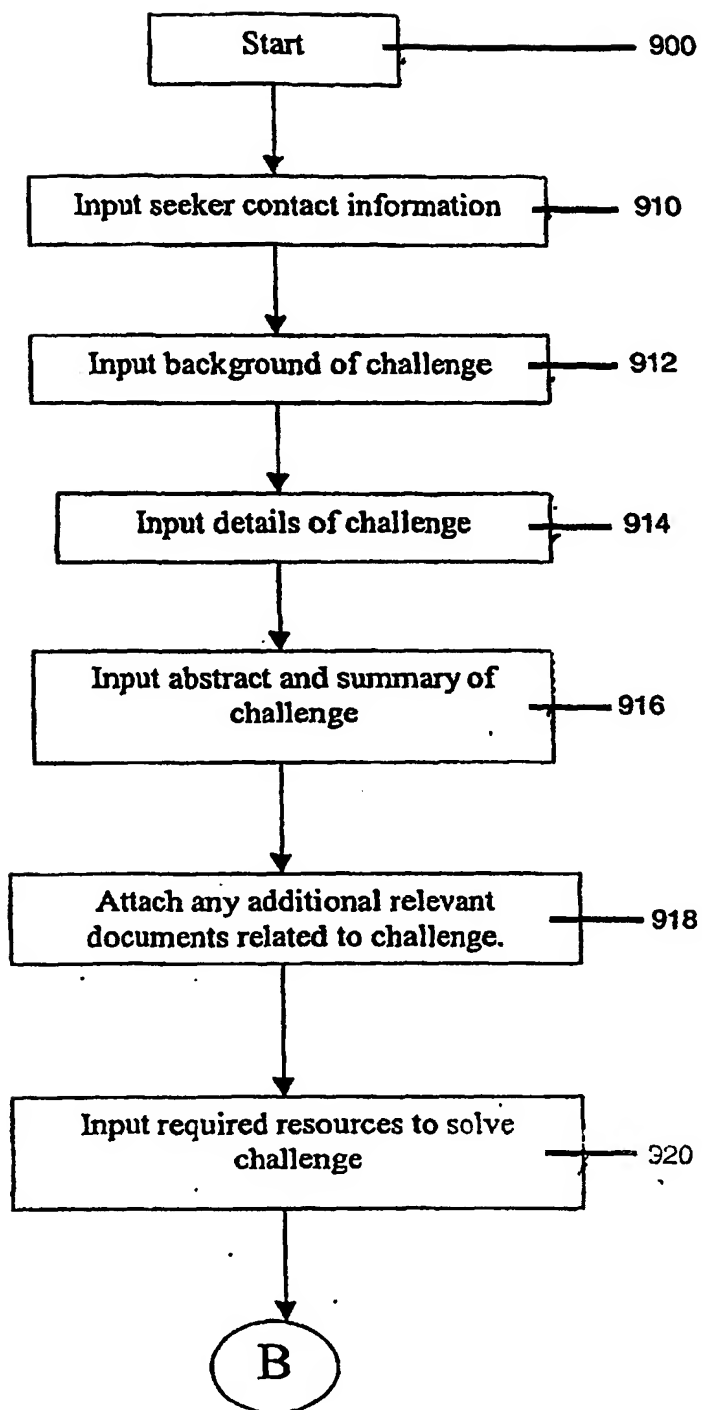 Start 900
Input seeker contact information 910
Input background of challenge 912
Input details of challenge 914
Input abstract and summary of
challenge 916
Attach any additional relevant
documents related to challenge. 918
Input required resources to solve
challenge 920
B